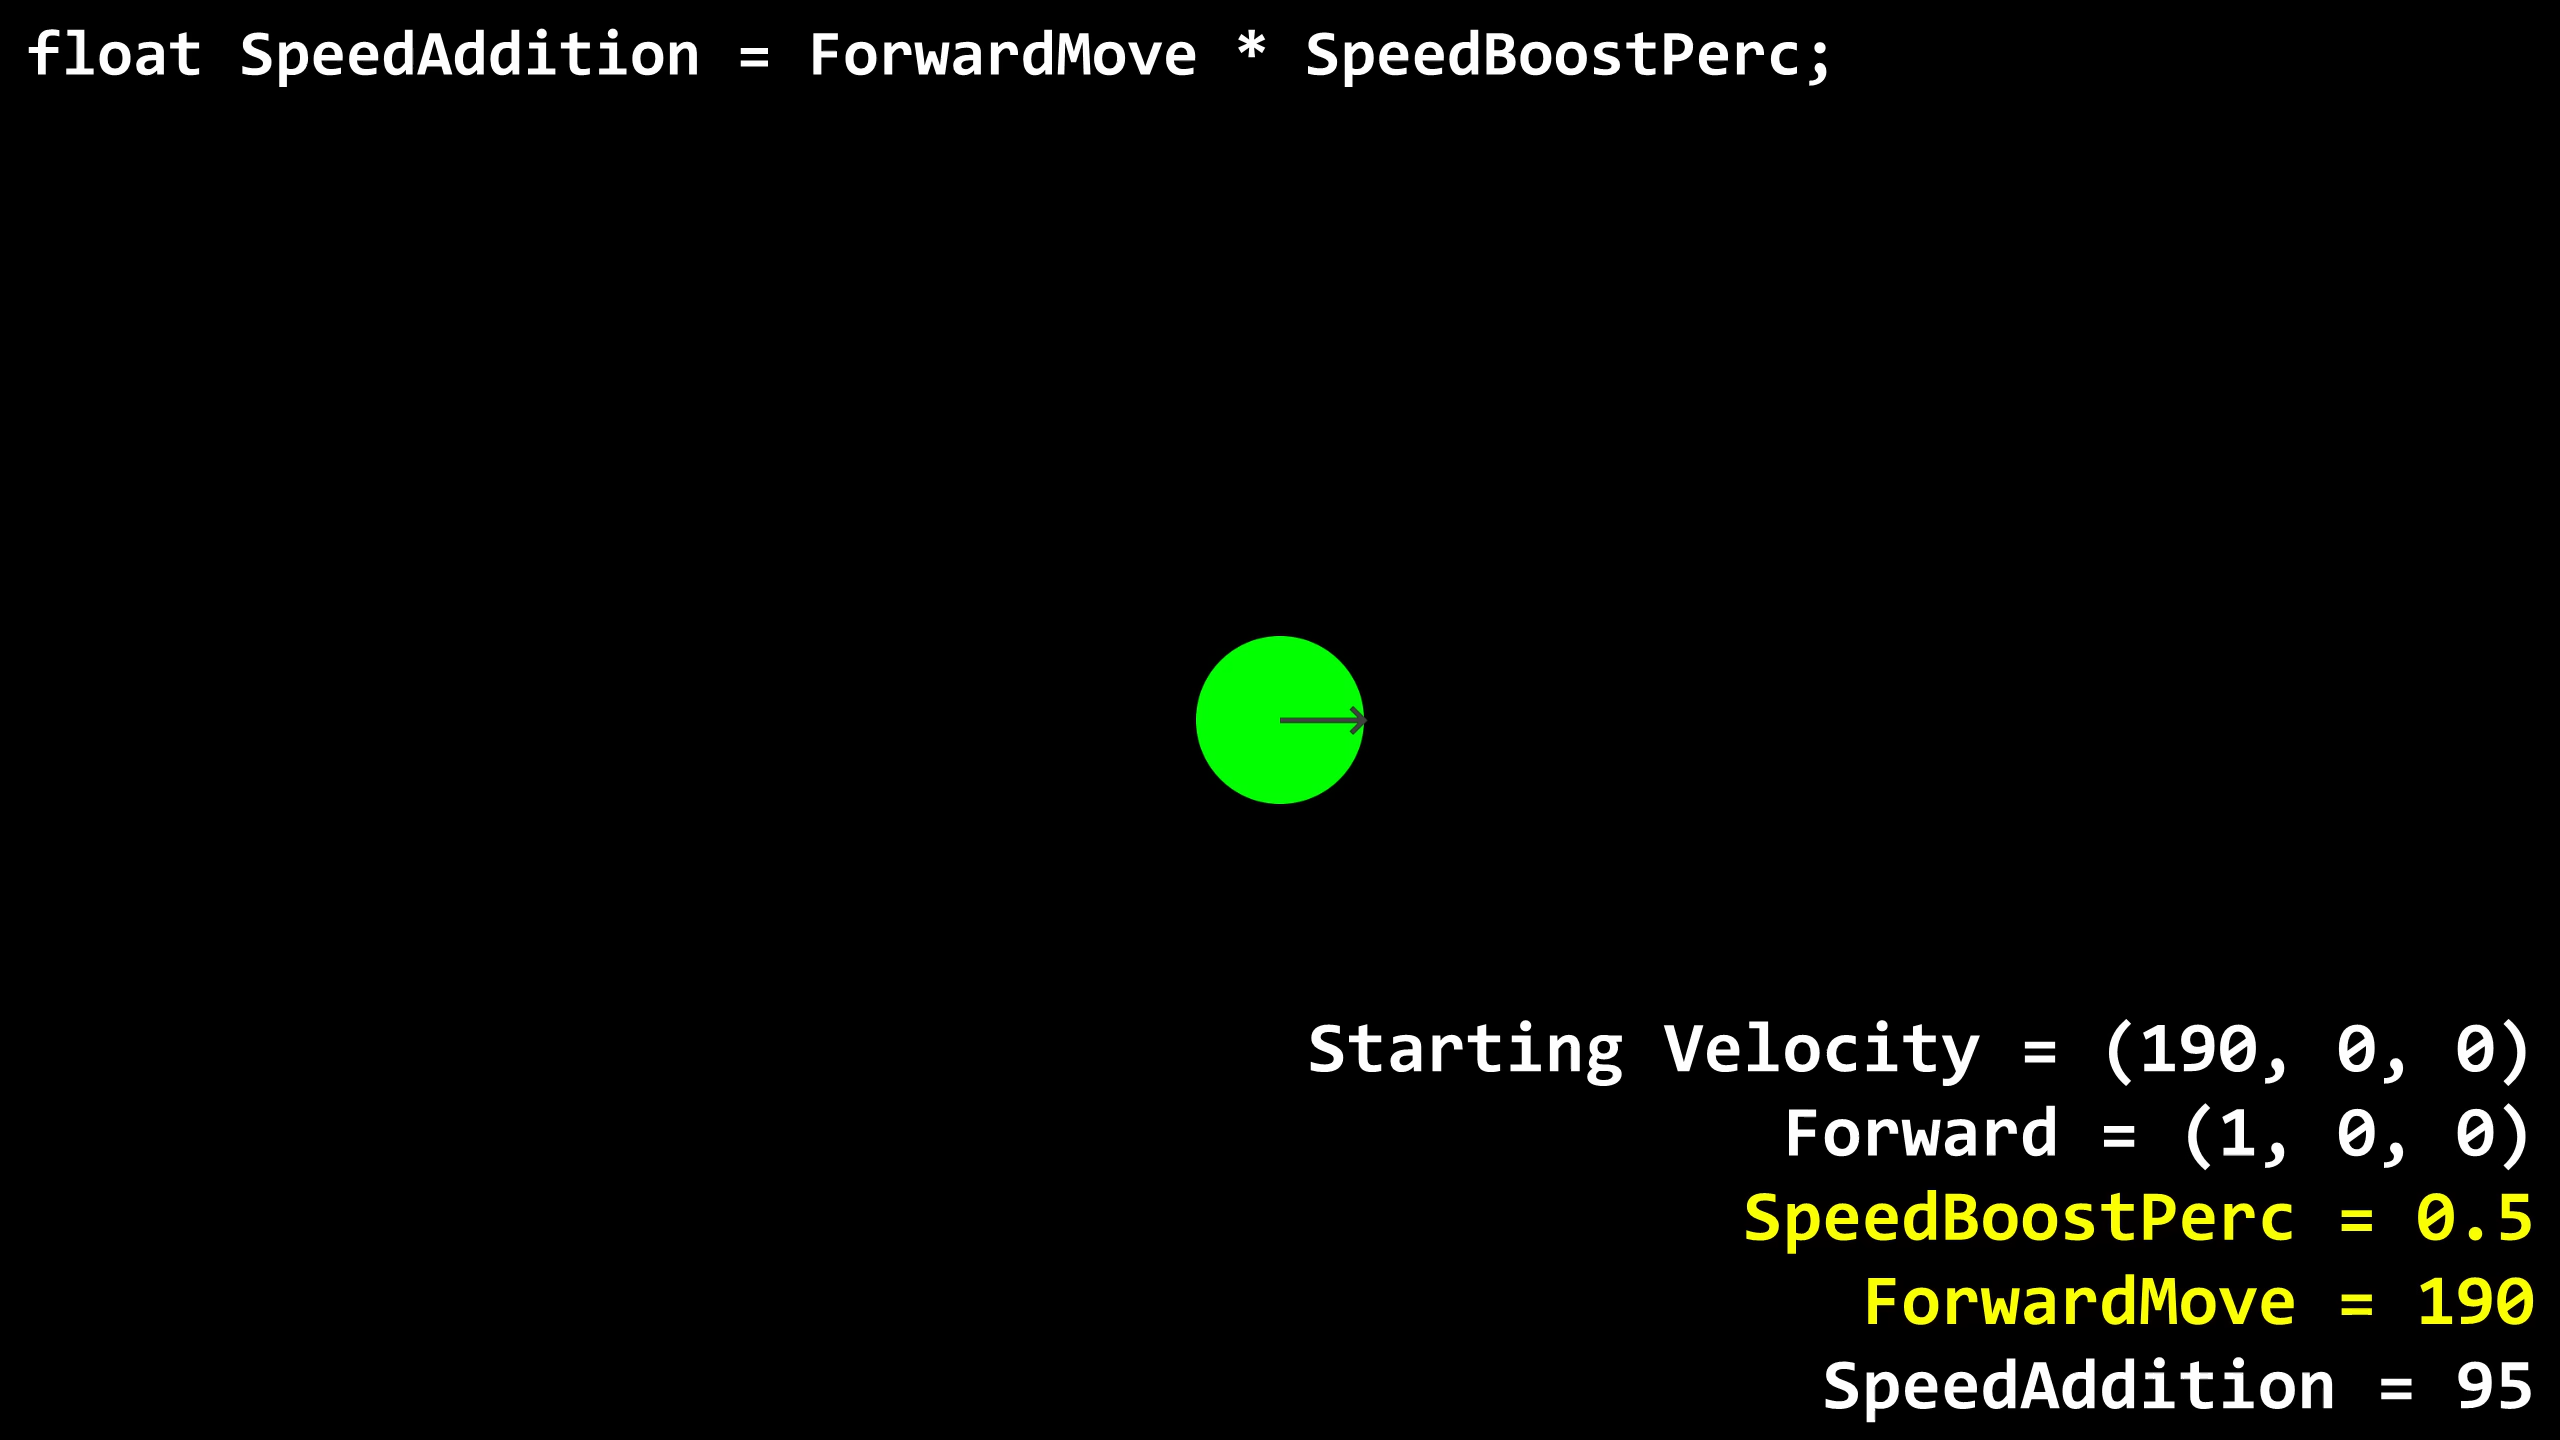 float SpeedAddition = ForwardMove * SpeedBoostPerc;
Starting Velocity = (190, 0, 0)
Forward = (1, 0, 0)
SpeedBoostPerc = 0.5
ForwardMove = 190
SpeedAddition = 95